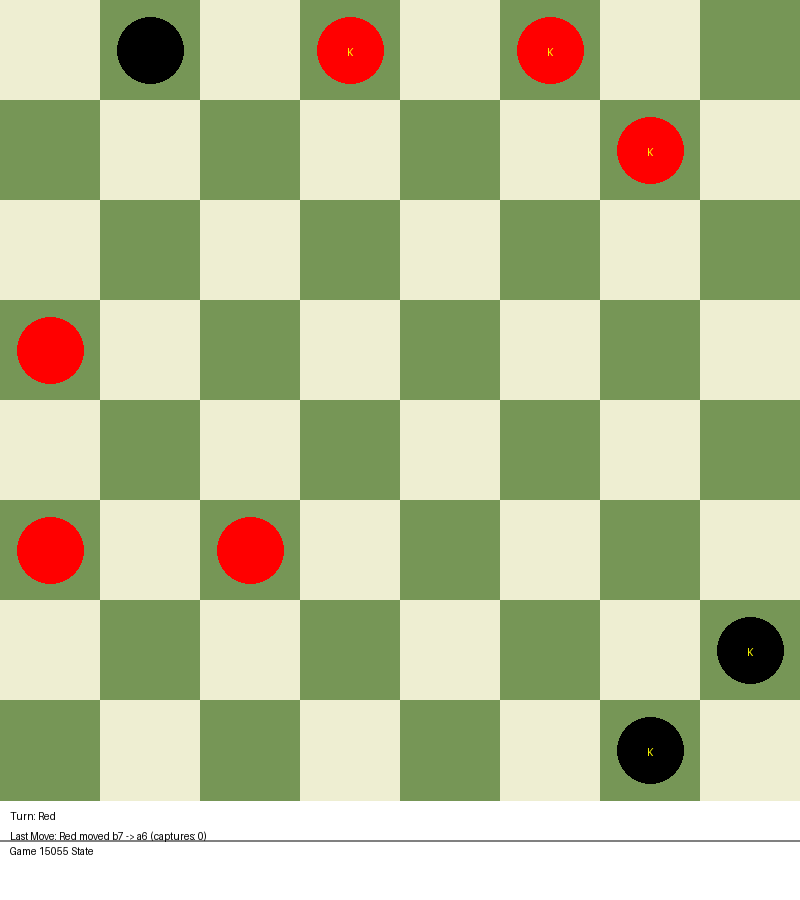 K K
K
K
K
Turn: Red
Last Move: Red moved b7 -> a6 (captures: 0)
Game 15055 State